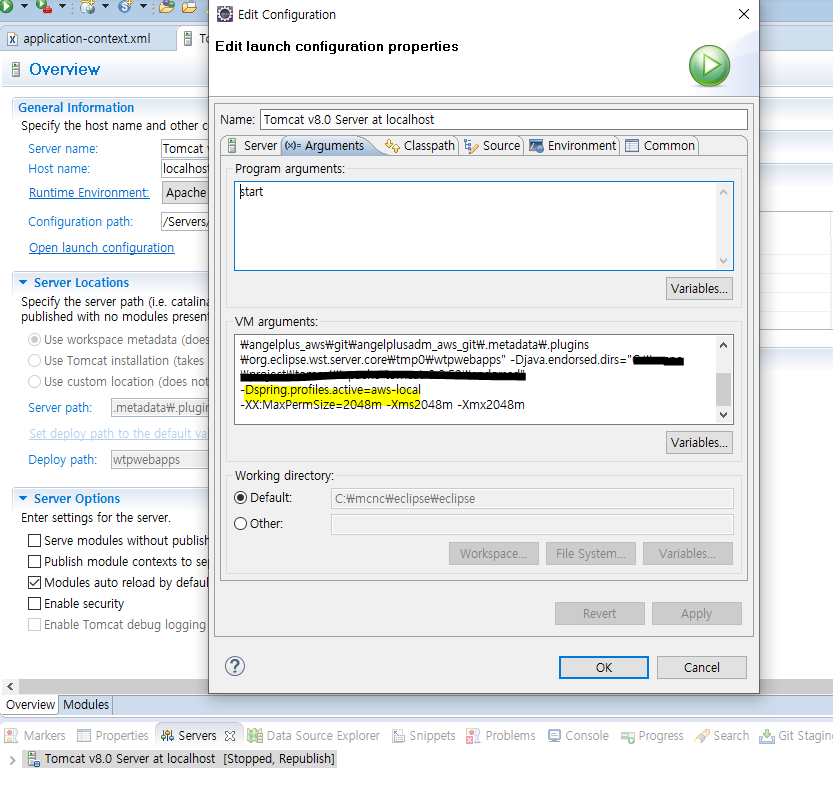 Edit Configuration
Edit launch configuration properties
Name: Tomcat v8.0 Server at localhost
Server (x)= Arguments Classpath Source Environment Common
Program arguments:
start
Variables...
VM arguments:
₩angelplus_aws₩git₩angelplusadm_aws_git₩.metadata₩.plugins
₩org.eclipse.wst.server.core₩tmp0₩wtpwebapps" -Djava.endorsed.dirs="
-Dspring.profiles.active=aws-local
-XX:MaxPermSize=2048m -Xms2048m -Xmx2048m
Variables...
Working directory:
Default: C:₩mcnc₩eclipse₩eclipse
Other:
Workspace... File System... Variables...
Revert Apply
OK Cancel
application-context.xml
Overview
General Information
Specify the host name and other c
Server name: Tomcat
Host name: localhost
Runtime Environment: Apache
Configuration path: /Servers/
Open launch configuration
Server Locations
Specify the server path (i.e. catalina
published with no modules present
Use workspace metadata (does
Use Tomcat installation (takes
Use custom location (does not
Server path: .metadata₩.plugin
Set deploy path to the default va
Deploy path: wtpwebapps
Server Options
Enter settings for the server.
Serve modules without publish
Publish module contexts to se
Modules auto reload by defau
Enable security
Enable Tomcat debug logging
Overview Modules
Markers Properties Servers Data Source Explorer Snippets Problems Console Progress Search Git Staging
Tomcat v8.0 Server at localhost [Stopped, Republish]